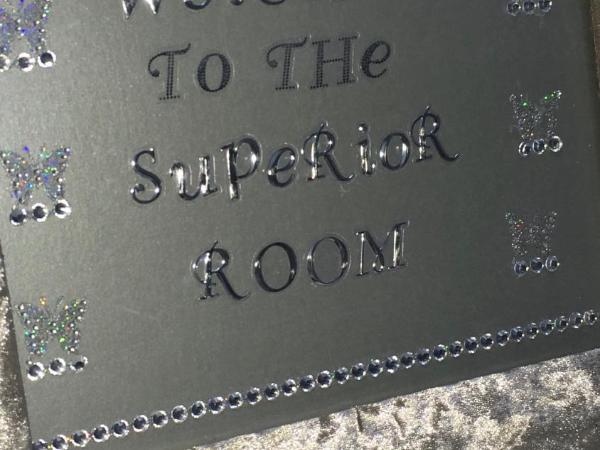 To THe
SuPeRioR
ROOM